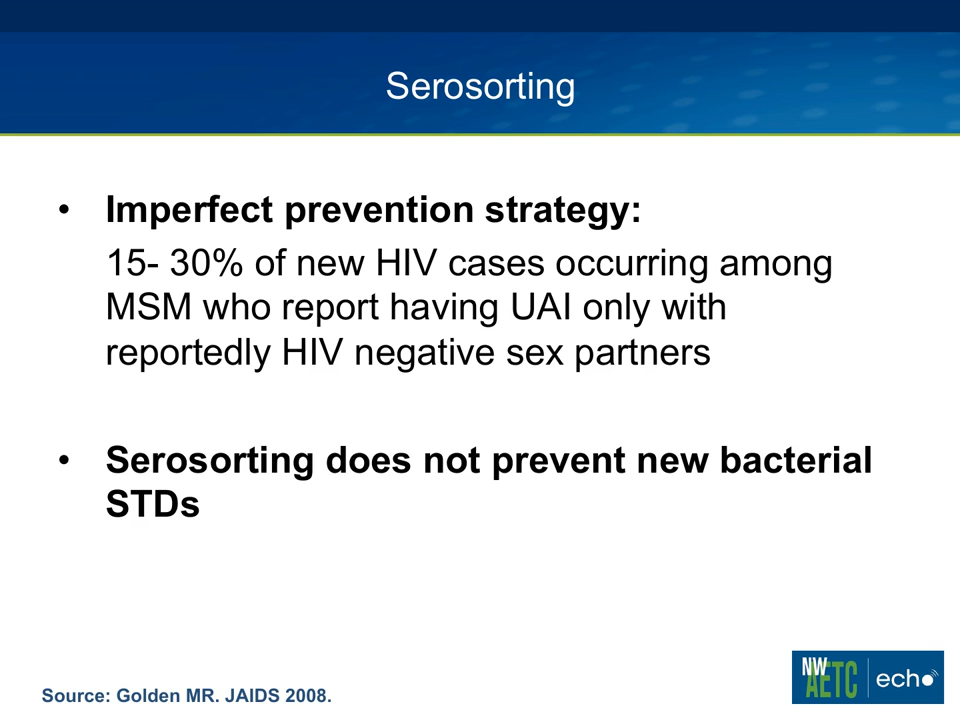 Serosorting
• Imperfect prevention strategy:
15- 30% of new HIV cases occurring among
MSM who report having UAI only with
reportedly HIV negative sex partners
• Serosorting does not prevent new bacterial
STDs
Source: Golden MR. JAIDS 2008.
NW
AETC
echo